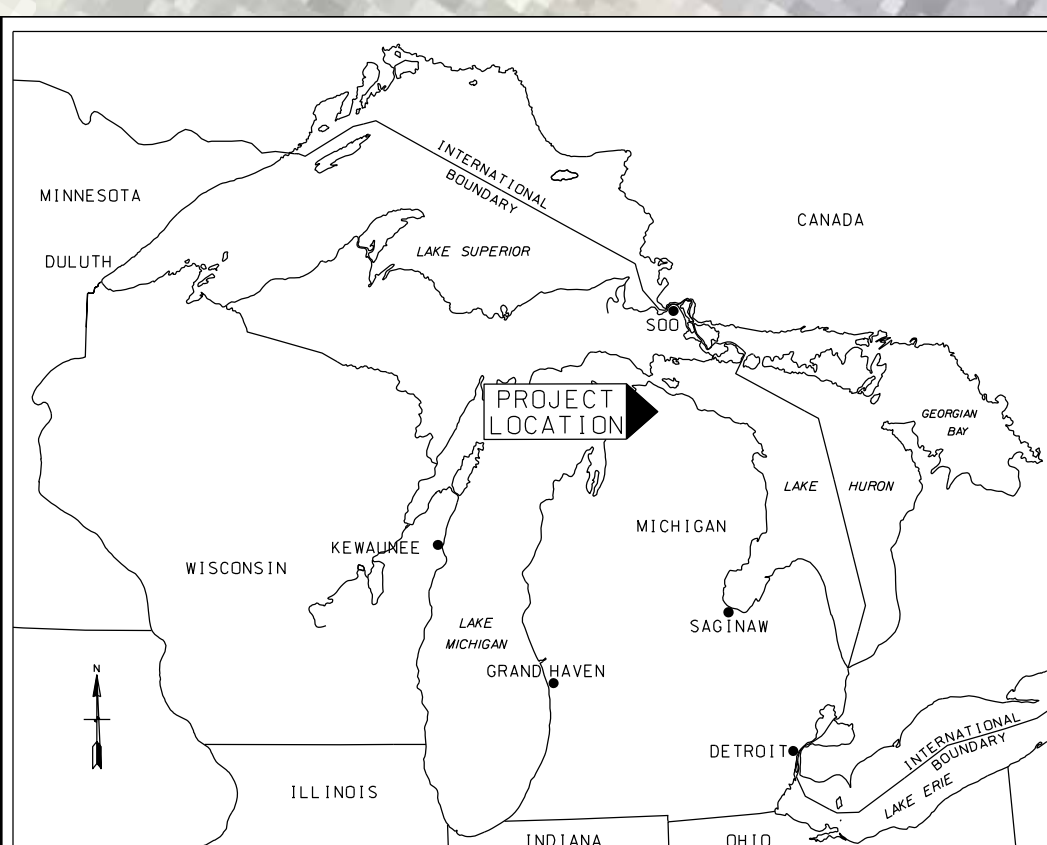 INTERNATIONAL
BOUNDARY
MINNESOTA
CANADA
DULUTH
LAKE SUPERIOR
SOO
PROJECT
LOCATION
GEORGIAN
BAY
LAKE HURON
MICHIGAN
KEWAUNEE
WISCONSIN
LAKE
MICHIGAN
SAGINAW
N
GRAND HAVEN
DETROIT
INTERNATIONAL
BOUNDARY
LAKE ERIE
ILLINOIS
INDIANA
OHIO